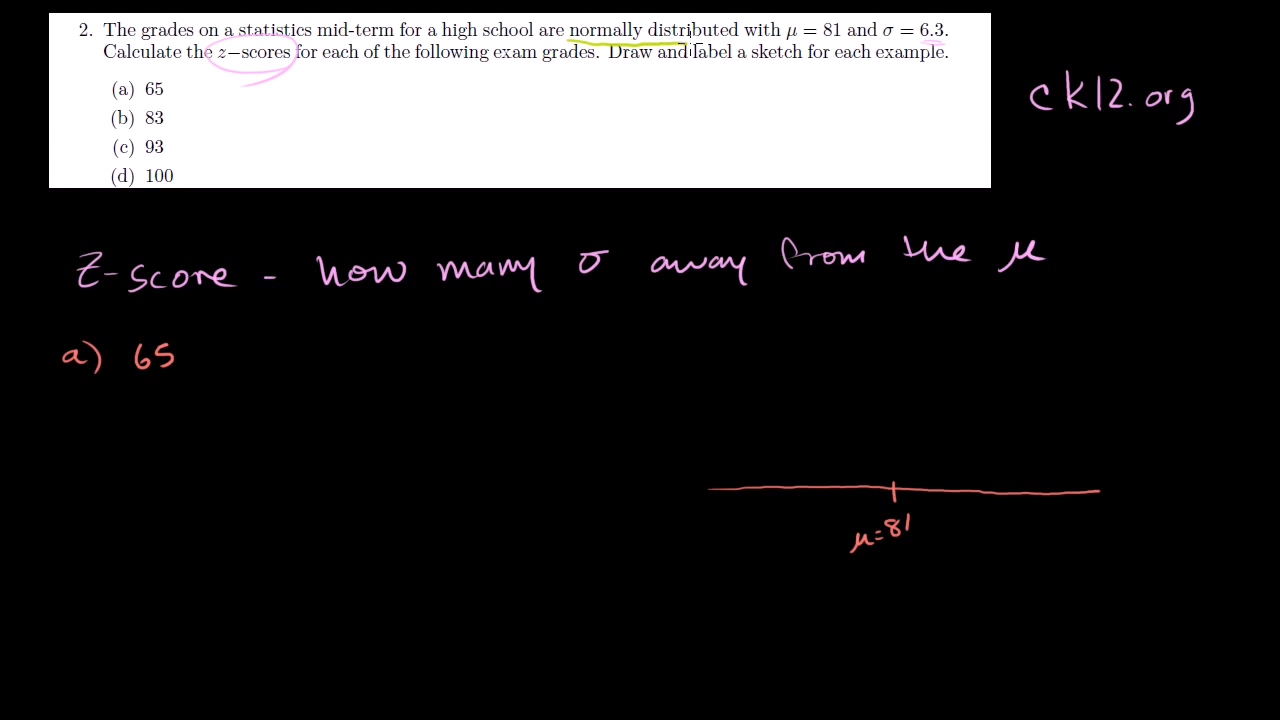 2. The grades on a statistics mid-term for a high school are normally distributed with μ = 81 and σ = 6.3.
Calculate the z−scores for each of the following exam grades. Draw and label a sketch for each example.
(a) 65
(b) 83
(c) 93
(d) 100
ck12.org
Z-score - how many σ away from the μ
a) 65
μ=81